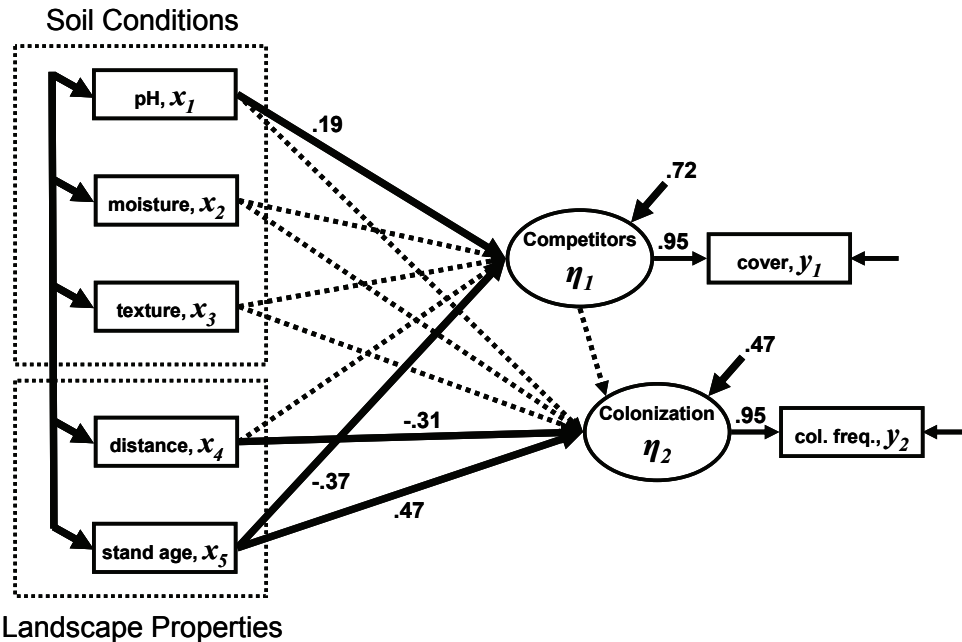 Soil Conditions
pH, x1
.19
.72
moisture, x2
Competitors
.95
η1
cover, y1
texture, x3
.47
Colonization
.95
distance, x4
-.31
η2
col. freq., y2
-.37
.47
stand age, x5
Landscape Properties